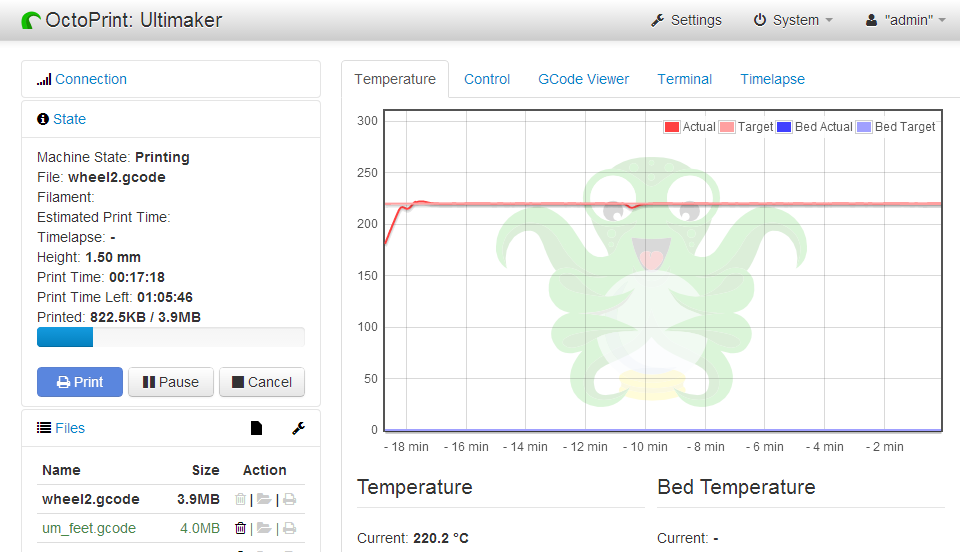 OctoPrint: Ultimaker
Settings
System
"admin"
Connection
State
Machine State: Printing
File: wheel2.gcode
Filament:
Estimated Print Time:
Timelapse: -
Height: 1.50 mm
Print Time: 00:17:18
Print Time Left: 01:05:46
Printed: 822.5KB / 3.9MB
Print
Pause
Cancel
Files
Name Size Action
wheel2.gcode 3.9MB | |
um_feet.gcode 4.0MB | |
Temperature
Control
GCode Viewer
Terminal
Timelapse
Actual Target Bed Actual Bed Target
300
250
200
150
100
50
0
- 18 min - 16 min - 14 min - 12 min - 10 min - 8 min - 6 min - 4 min - 2 min
Temperature
Current: 220.2 °C
Bed Temperature
Current: -